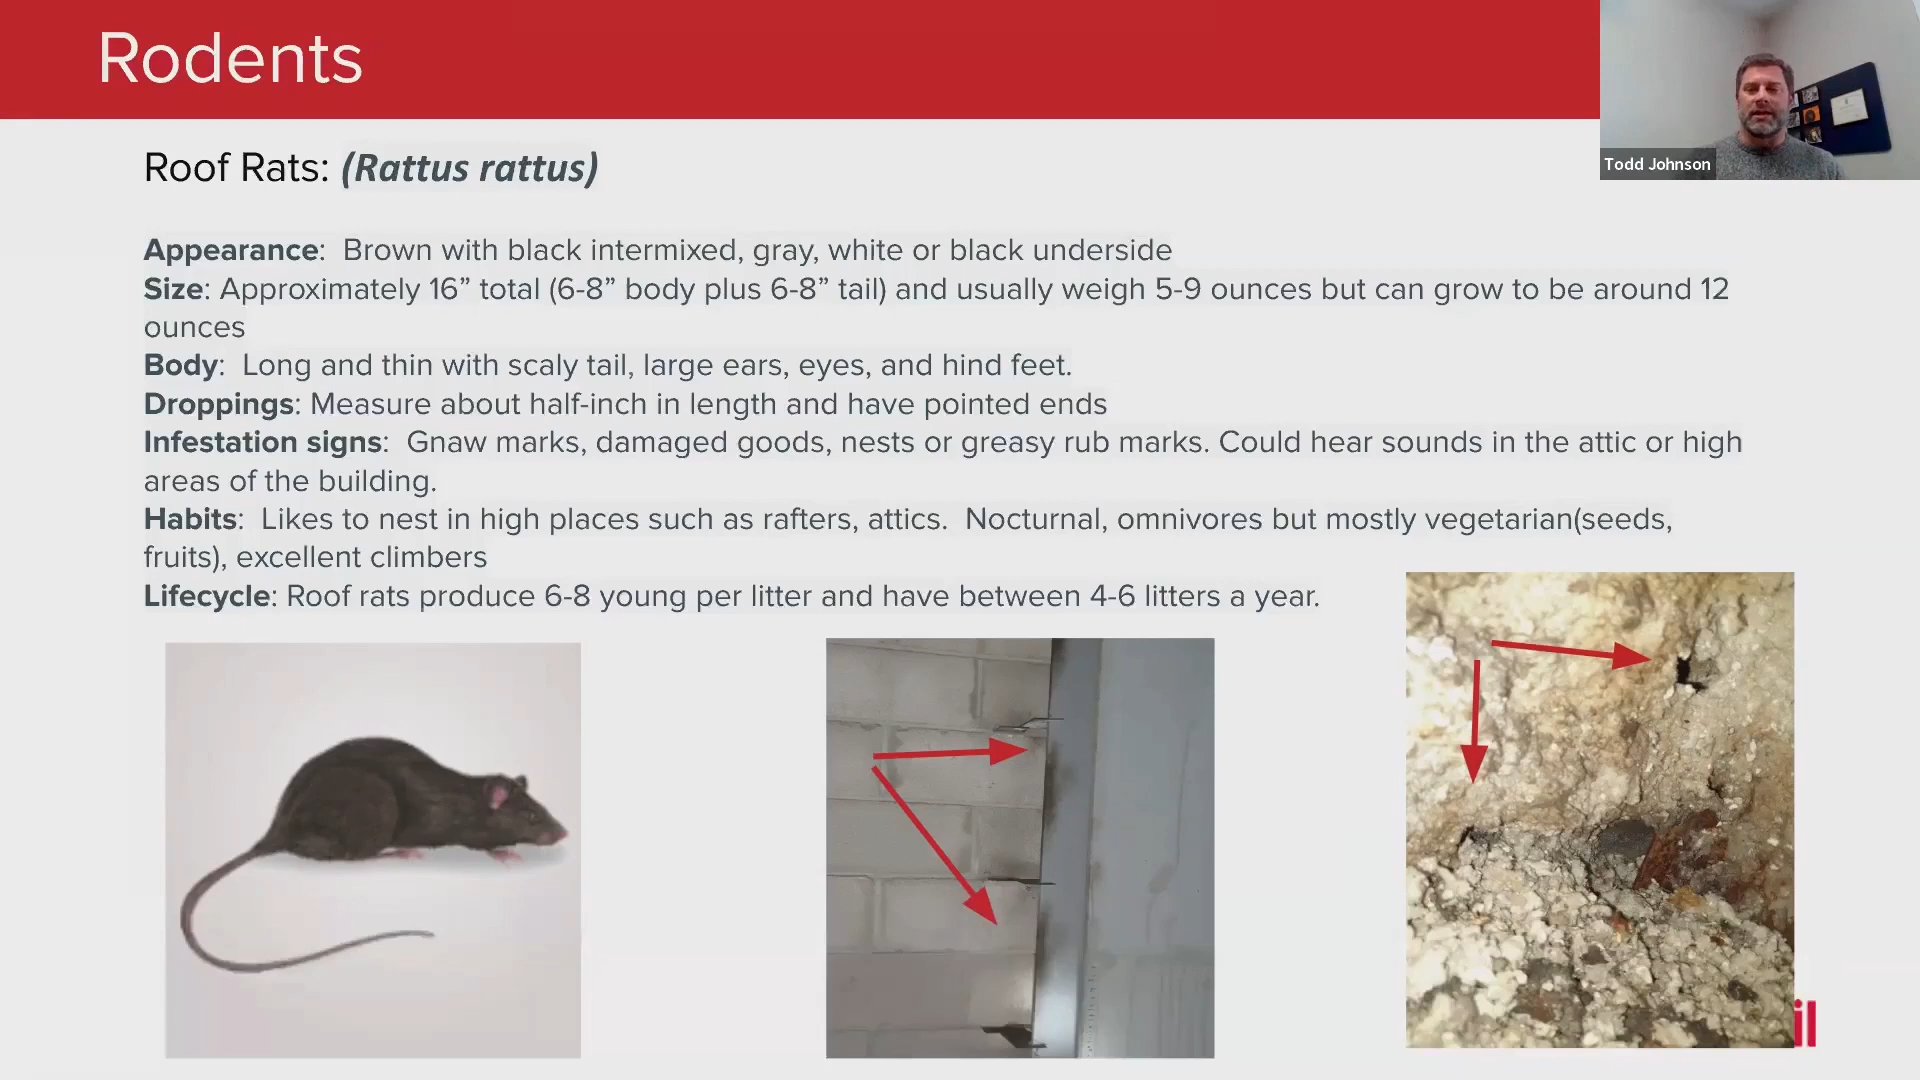 Rodents
Todd Johnson
Roof Rats: (Rattus rattus)
Appearance:  Brown with black intermixed, gray, white or black underside
Size: Approximately 16” total (6-8” body plus 6-8” tail) and usually weigh 5-9 ounces but can grow to be around 12
ounces
Body:  Long and thin with scaly tail, large ears, eyes, and hind feet.
Droppings: Measure about half-inch in length and have pointed ends
Infestation signs:  Gnaw marks, damaged goods, nests or greasy rub marks. Could hear sounds in the attic or high
areas of the building.
Habits:  Likes to nest in high places such as rafters, attics.  Nocturnal, omnivores but mostly vegetarian(seeds,
fruits), excellent climbers
Lifecycle: Roof rats produce 6-8 young per litter and have between 4-6 litters a year.
il